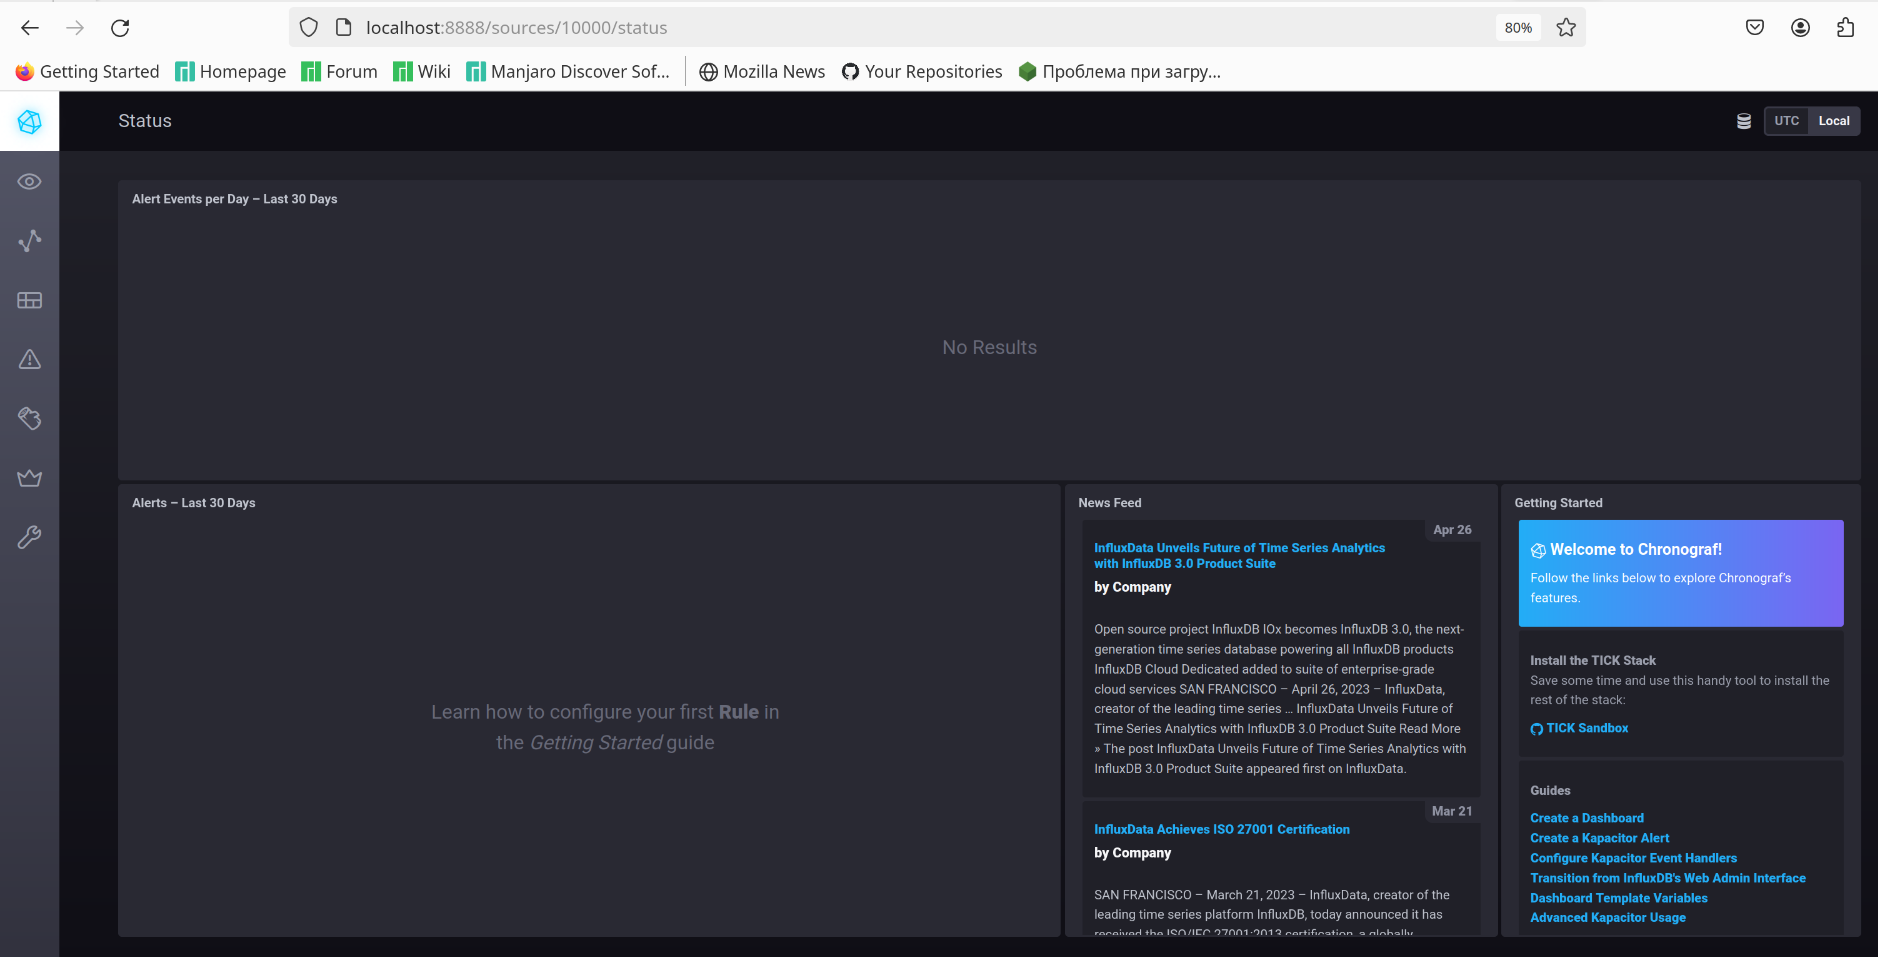 localhost:8888/sources/10000/status
80%
Getting Started
Homepage
Forum
Wiki
Manjaro Discover Sof...
Mozilla News
Your Repositories
Проблема при загру...
Status
UTC
Local
Alert Events per Day – Last 30 Days
No Results
Alerts – Last 30 Days
Learn how to configure your first Rule in
the Getting Started guide
News Feed
Apr 26
InfluxData Unveils Future of Time Series Analytics
with InfluxDB 3.0 Product Suite
by Company
Open source project InfluxDB IOx becomes InfluxDB 3.0, the next-
generation time series database powering all InfluxDB products
InfluxDB Cloud Dedicated added to suite of enterprise-grade
cloud services SAN FRANCISCO – April 26, 2023 – InfluxData,
creator of the leading time series ... InfluxData Unveils Future of
Time Series Analytics with InfluxDB 3.0 Product Suite Read More
» The post InfluxData Unveils Future of Time Series Analytics with
InfluxDB 3.0 Product Suite appeared first on InfluxData.
Mar 21
InfluxData Achieves ISO 27001 Certification
by Company
SAN FRANCISCO – March 21, 2023 – InfluxData, creator of the
leading time series platform InfluxDB, today announced it has
received the ISO/IEC 27001:2013 certification, a globally
Getting Started
Welcome to Chronograf!
Follow the links below to explore Chronograf's
features.
Install the TICK Stack
Save some time and use this handy tool to install the
rest of the stack:
TICK Sandbox
Guides
Create a Dashboard
Create a Kapacitor Alert
Configure Kapacitor Event Handlers
Transition from InfluxDB's Web Admin Interface
Dashboard Template Variables
Advanced Kapacitor Usage